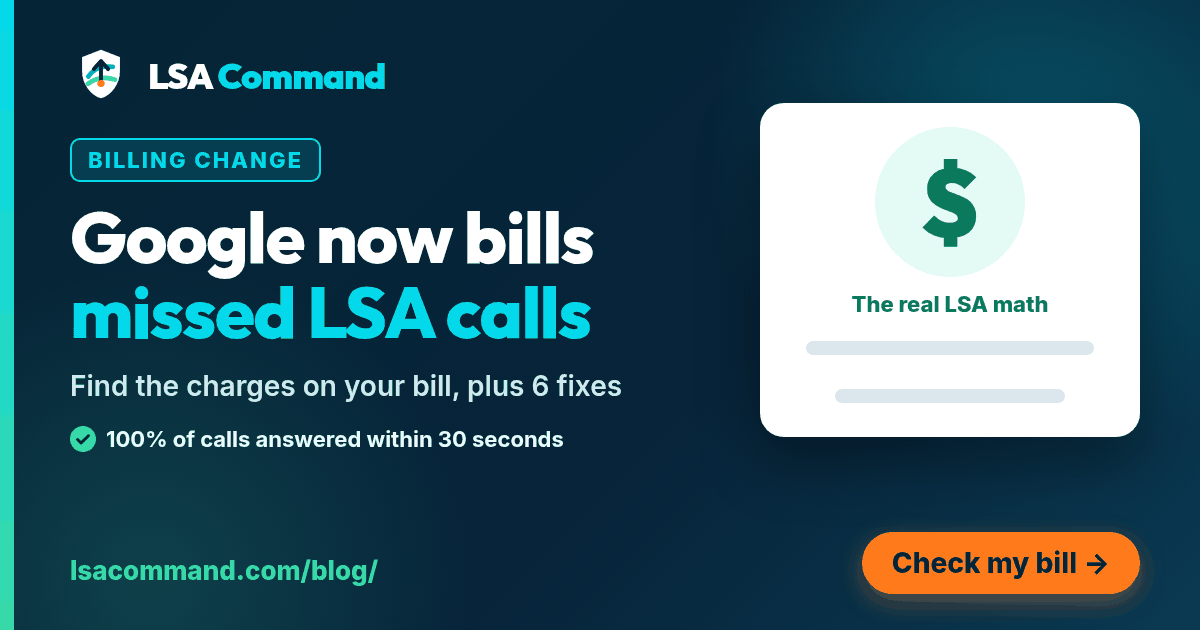 LSA Command
BILLING CHANGE
Google now bills
missed LSA calls
Find the charges on your bill, plus 6 fixes
100% of calls answered within 30 seconds
lsacommand.com/blog/
$
The real LSA math
Check my bill →